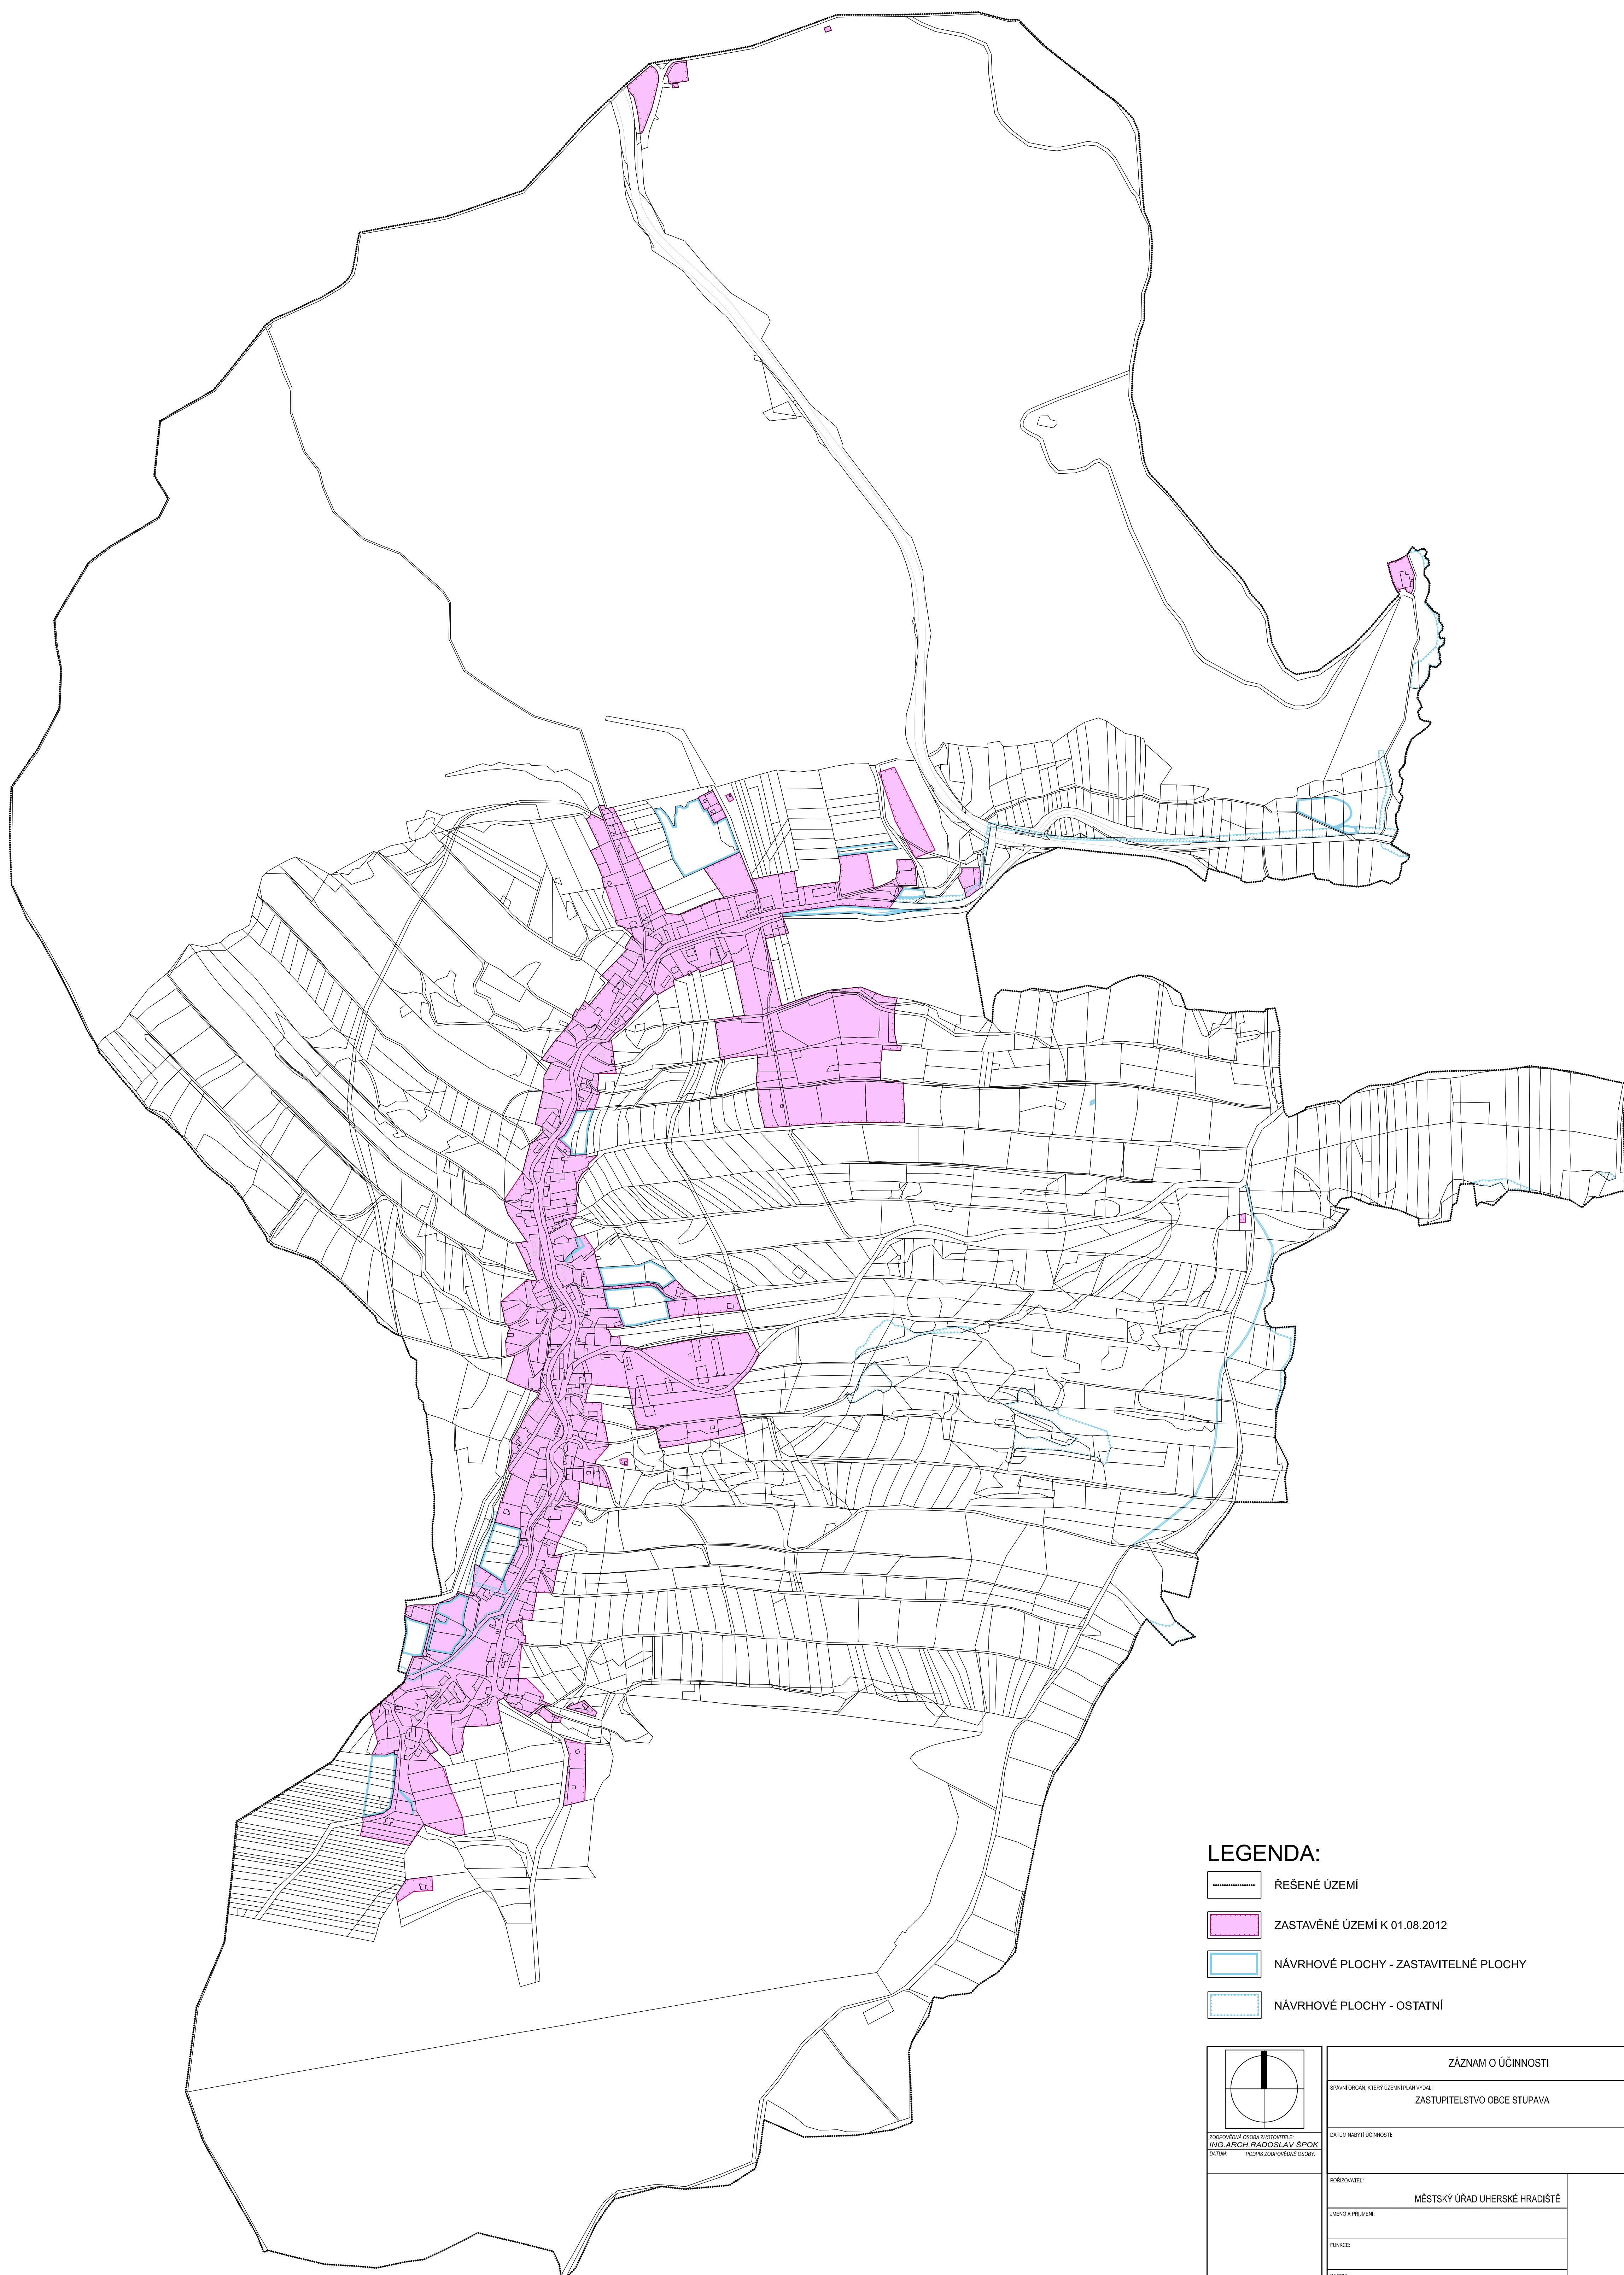 LEGENDA:
ŘEŠENÉ ÚZEMÍ
ZASTAVĚNÉ ÚZEMÍ K 01.08.2012
NÁVRHOVÉ PLOCHY - ZASTAVITELNÉ PLOCHY
NÁVRHOVÉ PLOCHY - OSTATNÍ
ZODPOVĚDNÁ OSOBA ZHOTOVITELE:
ING.ARCH.RADOSLAV ŠPOK
DATUM: PODPIS ZODPOVĚDNÉ OSOBY:
ZÁZNAM O ÚČINNOSTI
SPÁVNÍ ORGÁN, KTERÝ ÚZEMNÍ PLÁN VYDAL:
ZASTUPITELSTVO OBCE STUPAVA
DATUM NABYTÍ ÚČINNOSTI:
POŘIZOVATEL:
MĚSTSKÝ ÚŘAD UHERSKÉ HRADIŠTĚ
JMÉNO A PŘÍJMENÍ:
FUNKCE: